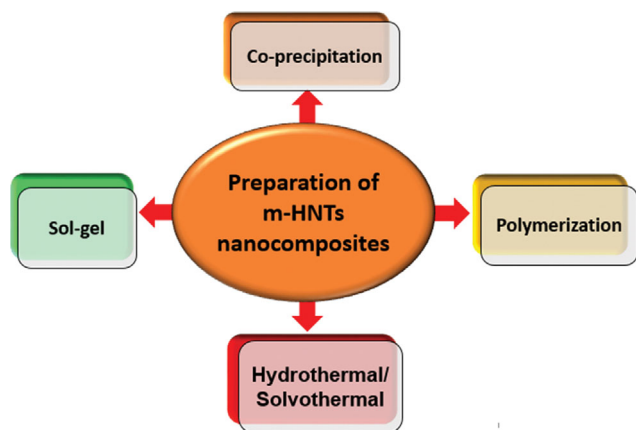 Co-precipitation
Preparation of
m-HNTs
nanocomposites
Sol-gel
Polymerization
Hydrothermal/
Solvothermal